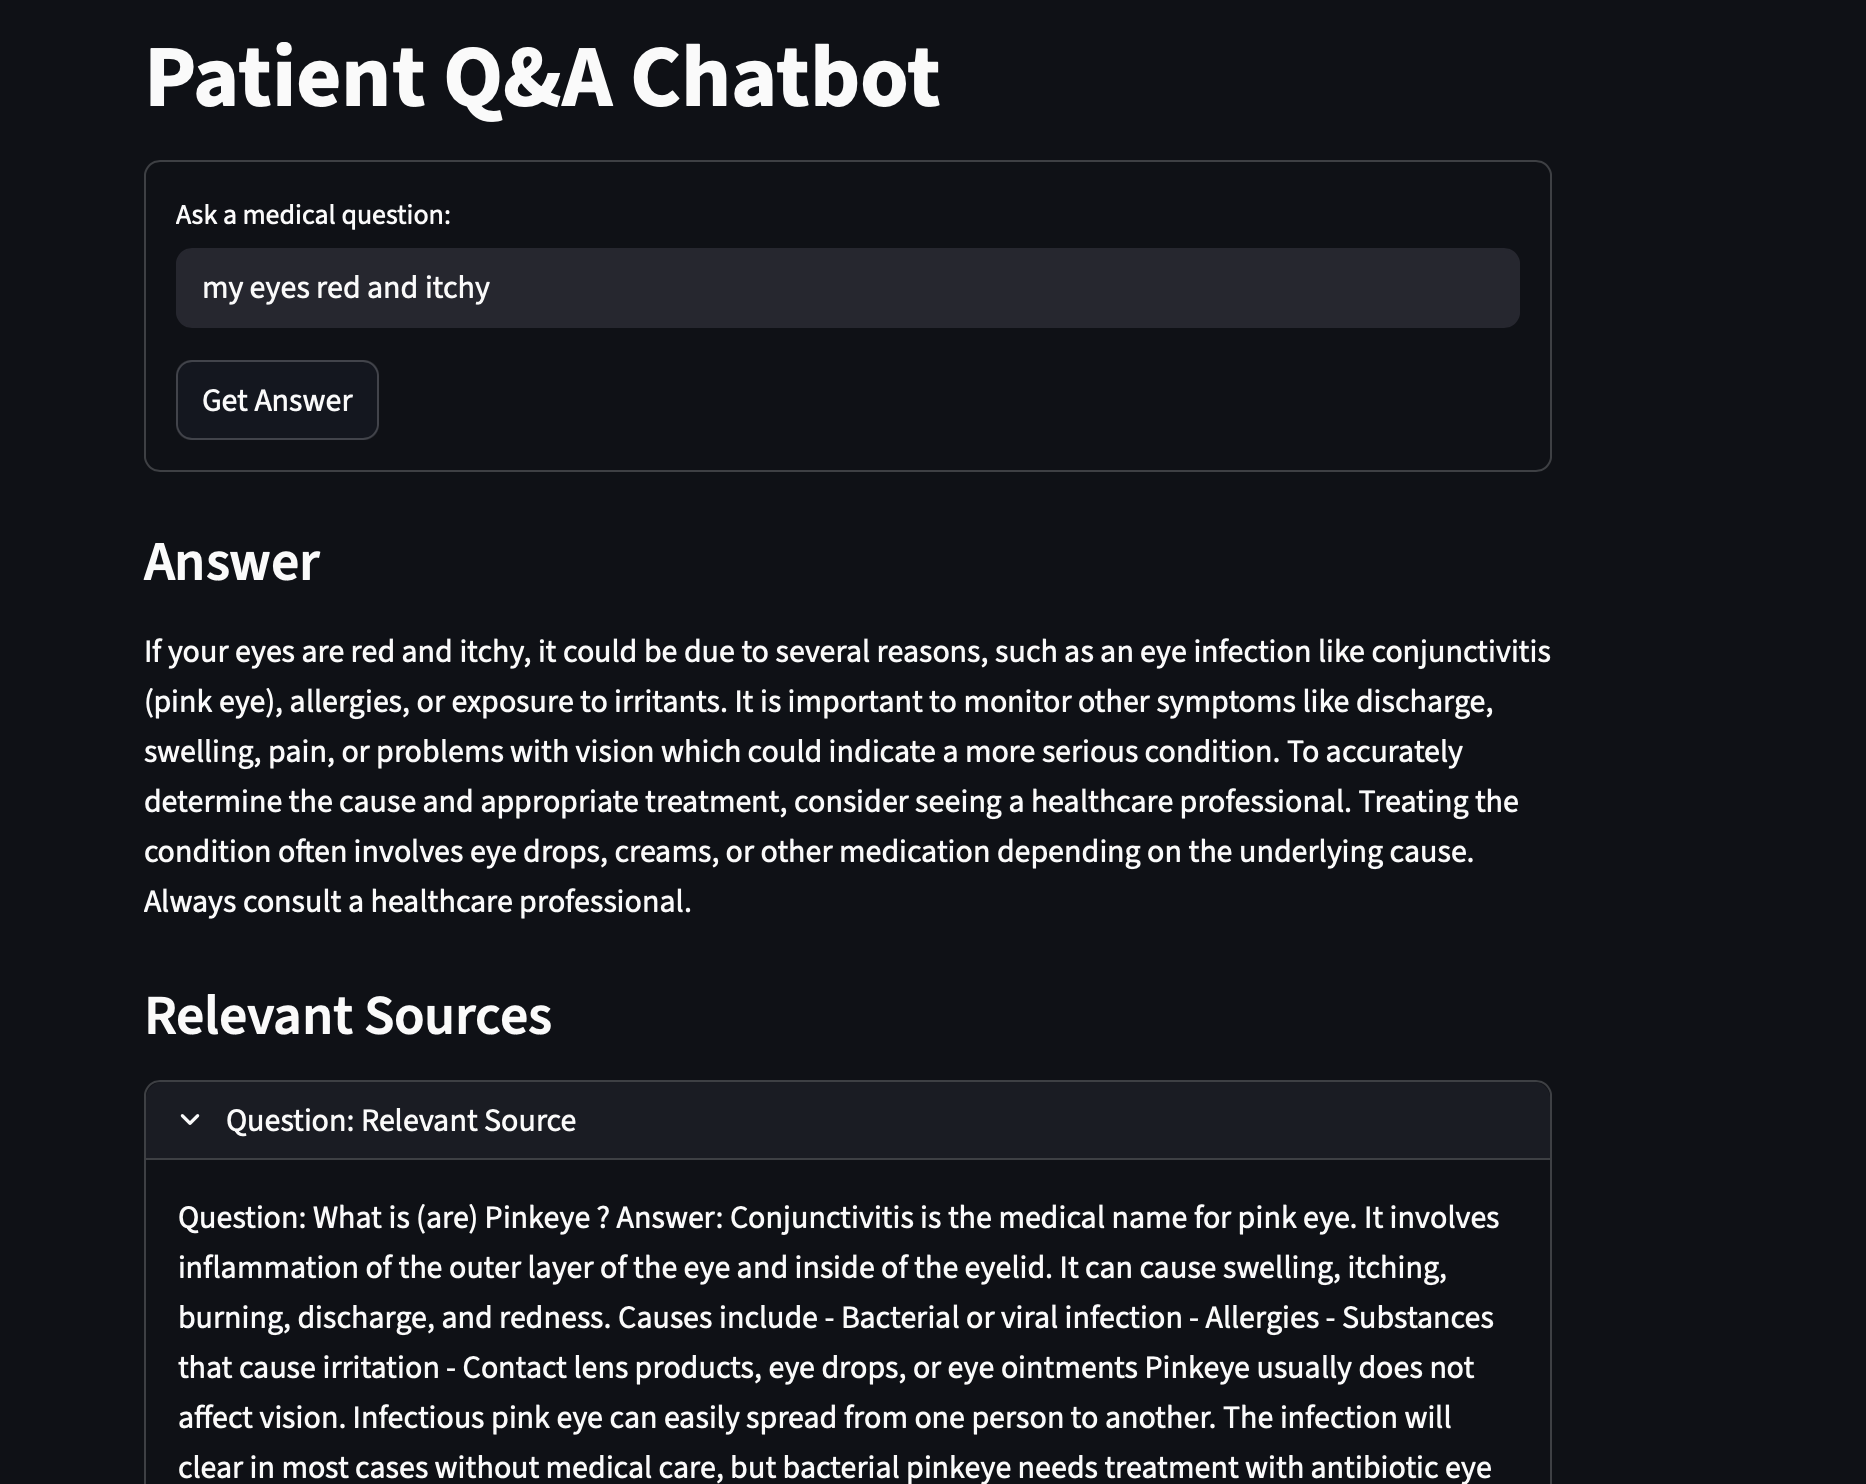 Patient Q&A Chatbot
Ask a medical question:
my eyes red and itchy
Get Answer
Answer
If your eyes are red and itchy, it could be due to several reasons, such as an eye infection like conjunctivitis
(pink eye), allergies, or exposure to irritants. It is important to monitor other symptoms like discharge,
swelling, pain, or problems with vision which could indicate a more serious condition. To accurately
determine the cause and appropriate treatment, consider seeing a healthcare professional. Treating the
condition often involves eye drops, creams, or other medication depending on the underlying cause.
Always consult a healthcare professional.
Relevant Sources
Question: Relevant Source
Question: What is (are) Pinkeye ? Answer: Conjunctivitis is the medical name for pink eye. It involves
inflammation of the outer layer of the eye and inside of the eyelid. It can cause swelling, itching,
burning, discharge, and redness. Causes include - Bacterial or viral infection - Allergies - Substances
that cause irritation - Contact lens products, eye drops, or eye ointments Pinkeye usually does not
affect vision. Infectious pink eye can easily spread from one person to another. The infection will
clear in most cases without medical care, but bacterial pinkeye needs treatment with antibiotic eye